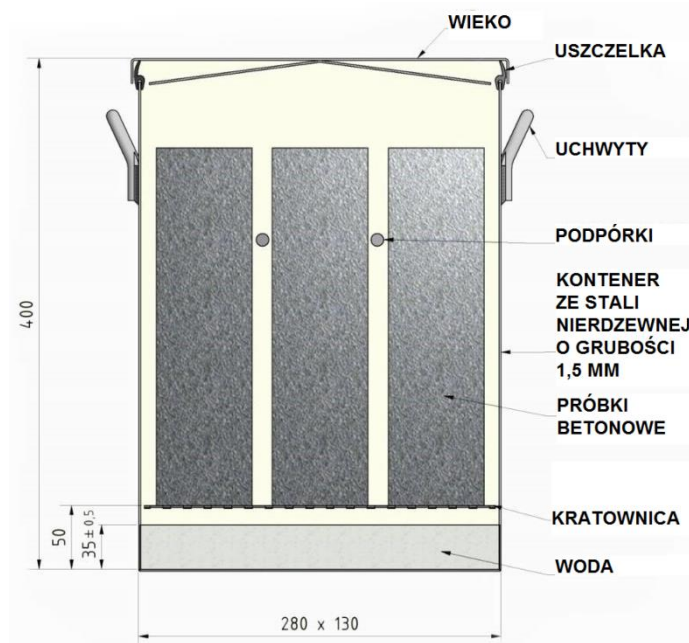 WIEKO
USZCZELKA
UCHWYTY
PODPÓRKI
KONTENER
ZE STALI
NIERDZEWNEJ
O GRUBOŚCI
1,5 MM
PRÓBKI
BETONOWE
KRATOWNICA
WODA
400
50
35 ± 0,5
280 x 130